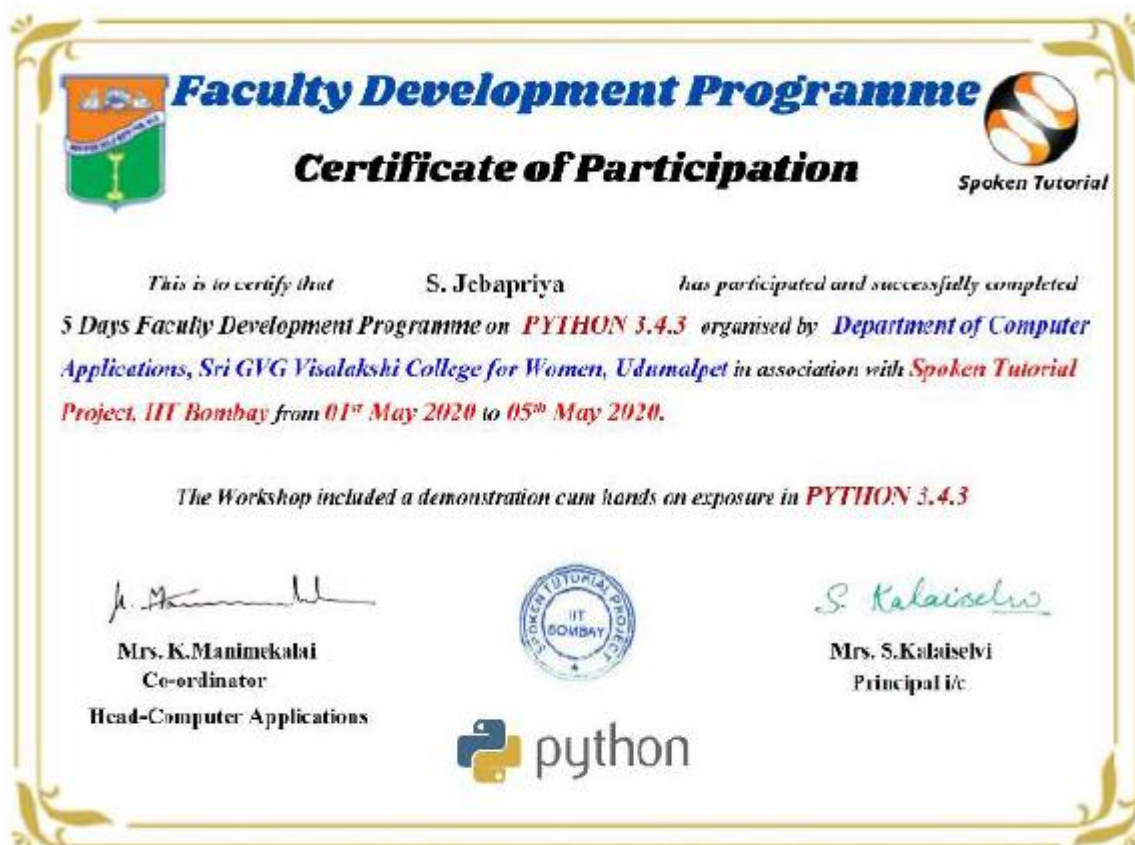 Faculty Development Programme
Certificate of Participation
Spoken Tutorial
This is to certify that S. Jebapriya has participated and successfully completed
5 Days Faculty Development Programme on PYTHON 3.4.3 organised by Department of Computer
Applications, Sri GVG Visalakshi College for Women, Udumalpet in association with Spoken Tutorial
Project, IIT Bombay from 01st May 2020 to 05th May 2020.
The Workshop included a demonstration cum hands on exposure in PYTHON 3.4.3
S. Kalaiselvi
SPOKEN TUTORIAL PROJECT
IIT
BOMBAY
Mrs. K.Manimekalai
Co-ordinator
Head-Computer Applications
Mrs. S.Kalaiselvi
Principal i/c
python